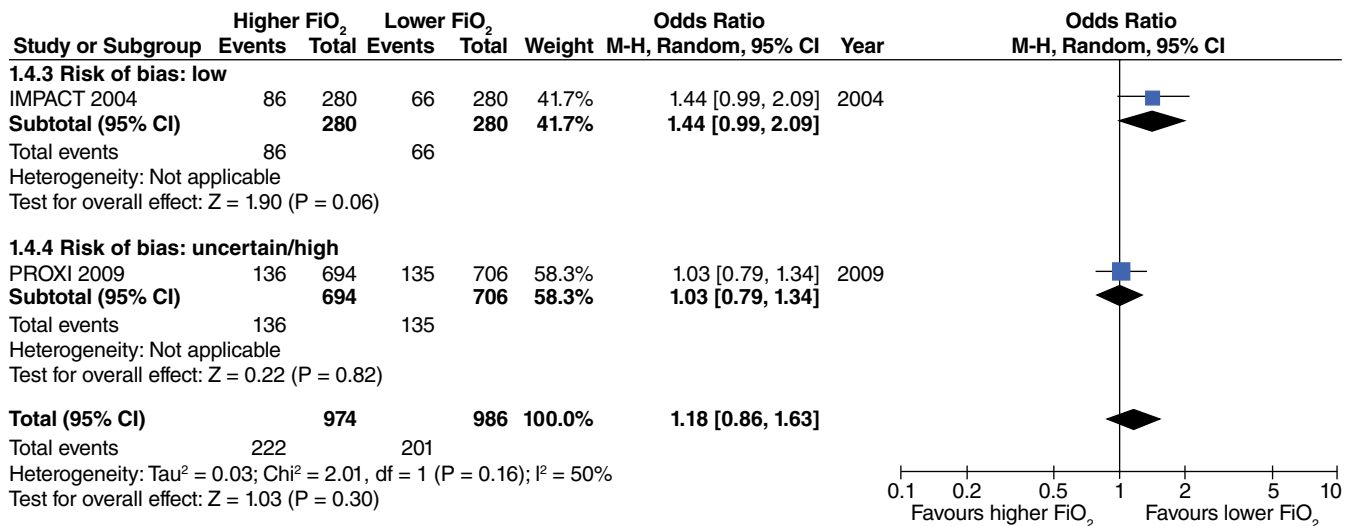 Higher FiO₂ Lower FiO₂ Odds Ratio Odds Ratio
Study or Subgroup Events Total Events Total Weight M-H, Random, 95% CI Year M-H, Random, 95% CI
1.4.3 Risk of bias: low
IMPACT 2004 86 280 66 280 41.7% 1.44 [0.99, 2.09] 2004
Subtotal (95% CI) 280 280 41.7% 1.44 [0.99, 2.09]
Total events 86 66
Heterogeneity: Not applicable
Test for overall effect: Z = 1.90 (P = 0.06)
1.4.4 Risk of bias: uncertain/high
PROXI 2009 136 694 135 706 58.3% 1.03 [0.79, 1.34] 2009
Subtotal (95% CI) 694 706 58.3% 1.03 [0.79, 1.34]
Total events 136 135
Heterogeneity: Not applicable
Test for overall effect: Z = 0.22 (P = 0.82)
Total (95% CI) 974 986 100.0% 1.18 [0.86, 1.63]
Total events 222 201
Heterogeneity: Tau² = 0.03; Chi² = 2.01, df = 1 (P = 0.16); I² = 50%
Test for overall effect: Z = 1.03 (P = 0.30)
0.1 0.2 0.5 1 2 5 10
Favours higher FiO₂ Favours lower FiO₂